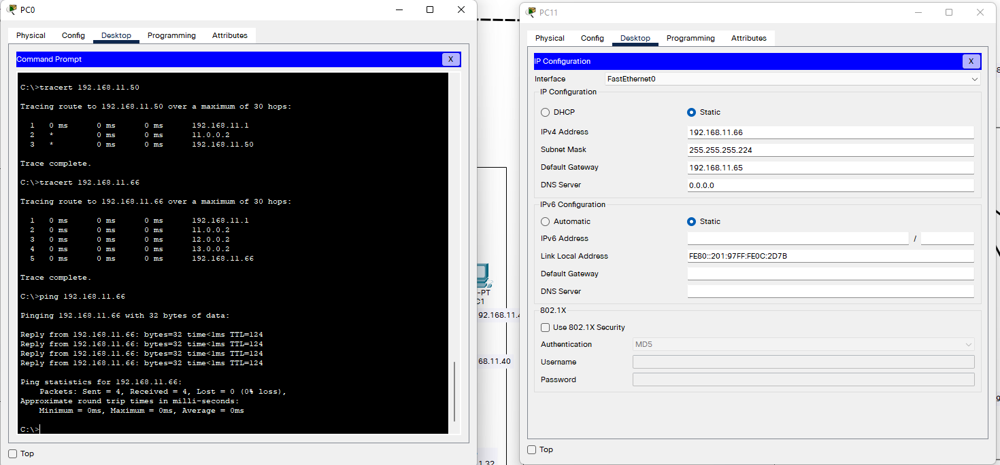 PC0
Physical Config Desktop Programming Attributes
Command Prompt X
C:\>tracert 192.168.11.50
Tracing route to 192.168.11.50 over a maximum of 30 hops:
1 0 ms 0 ms 0 ms 192.168.11.1
2 * 0 ms 0 ms 11.0.0.2
3 * 0 ms 0 ms 192.168.11.50
Trace complete.
C:\>tracert 192.168.11.66
Tracing route to 192.168.11.66 over a maximum of 30 hops:
1 0 ms 0 ms 0 ms 192.168.11.1
2 0 ms 0 ms 0 ms 11.0.0.2
3 0 ms 0 ms 0 ms 12.0.0.2
4 0 ms 0 ms 0 ms 13.0.0.2
5 0 ms 0 ms 0 ms 192.168.11.66
Trace complete.
C:\>ping 192.168.11.66
Pinging 192.168.11.66 with 32 bytes of data:
Reply from 192.168.11.66: bytes=32 time<1ms TTL=124
Reply from 192.168.11.66: bytes=32 time<1ms TTL=124
Reply from 192.168.11.66: bytes=32 time<1ms TTL=124
Reply from 192.168.11.66: bytes=32 time<1ms TTL=124
Ping statistics for 192.168.11.66:
Packets: Sent = 4, Received = 4, Lost = 0 (0% loss),
Approximate round trip times in milli-seconds:
Minimum = 0ms, Maximum = 0ms, Average = 0ms
C:\>
Top
-PT
C1
92.168.11.4
68.11.40
1.32
PC11
Physical Config Desktop Programming Attributes
IP Configuration X
Interface FastEthernet0
IP Configuration
DHCP Static
IPv4 Address 192.168.11.66
Subnet Mask 255.255.255.224
Default Gateway 192.168.11.65
DNS Server 0.0.0.0
IPv6 Configuration
Automatic Static
IPv6 Address /
Link Local Address FE80::201:97FF:FE0C:2D7B
Default Gateway
DNS Server
802.1X
Use 802.1X Security
Authentication MD5
Username
Password
Top